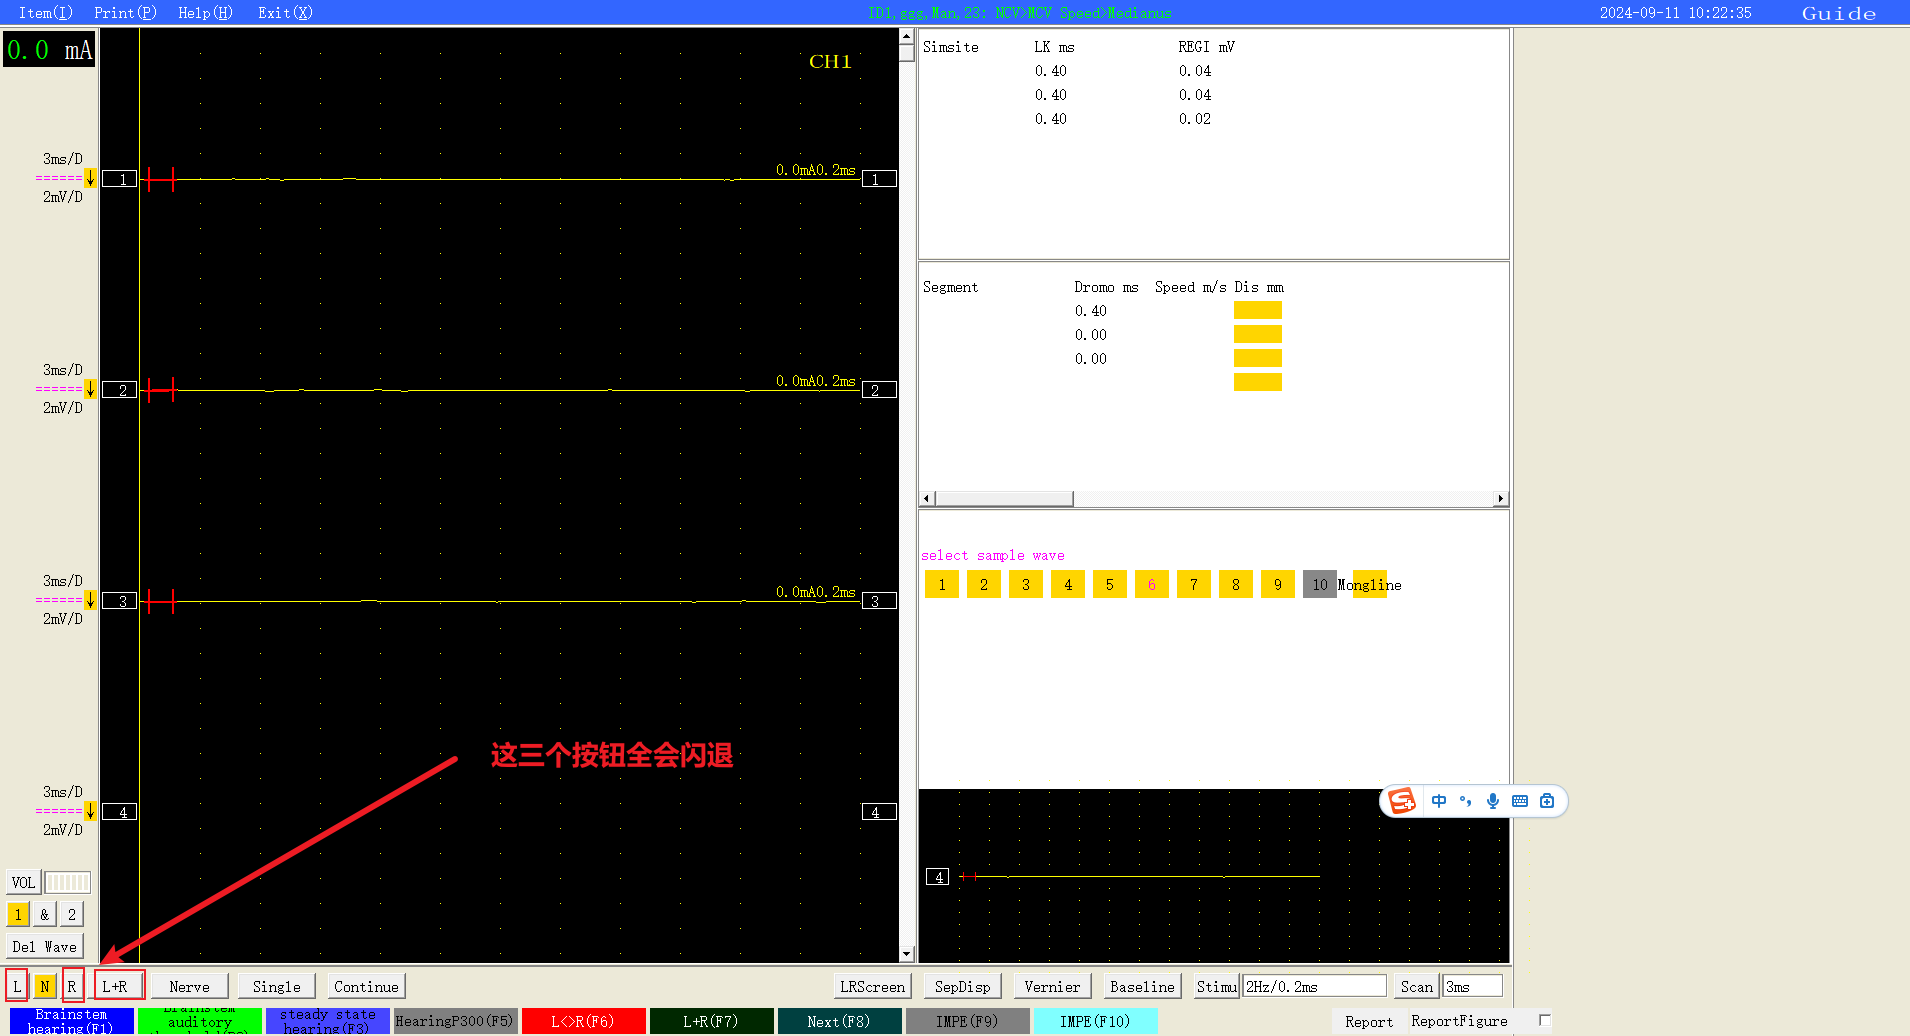 Item(I) Print(P) Help(H) Exit(X) ID1,ggg,Man,23: NCV>MCV Speed>Medianus 2024-09-11 10:22:35 Guide
0.0 mA
CH1
3ms/D
2mV/D
1
0.0mA0.2ms
1
3ms/D
2mV/D
2
0.0mA0.2ms
2
3ms/D
2mV/D
3
0.0mA0.2ms
3
3ms/D
2mV/D
4
4
这三个按钮全会闪退
Simsite LK ms REGI mV
0.40 0.04
0.40 0.04
0.40 0.02
Segment Dromo ms Speed m/s Dis mm
0.40
0.00
0.00
select sample wave
1 2 3 4 5 6 7 8 9 10 Mongline
中
4
VOL
1 & 2
Del Wave
L N R L+R Nerve Single Continue LRScreen SepDisp Vernier Baseline Stimu 2Hz/0.2ms Scan 3ms
Brainstem
hearing(F1)
Brainstem
auditory
steady state
hearing(F3)
HearingP300(F5) L<>R(F6) L+R(F7) Next(F8) IMPE(F9) IMPE(F10) Report ReportFigure